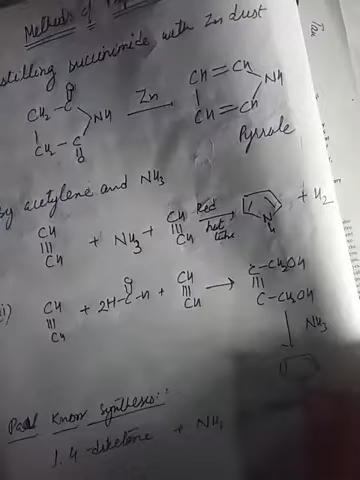 Methods of
stilling succinimide with Zn dust
CH2 - C
O
NH
CH2 - C
O
Zn
CH = CH
NH
CH = CH
Pyrrole
by acetylene and NH3
CH
≡
CH
+ NH3 +
CH
≡
CH
Red
hot
tube
N
H
+ H2
ii)
CH
≡
CH
+ 2H-C-H +
O
CH
≡
CH
→
C-CH2OH
≡
C-CH2OH
NH3
Paal Knorr Synthesis:-
1.4-diketone + NH3